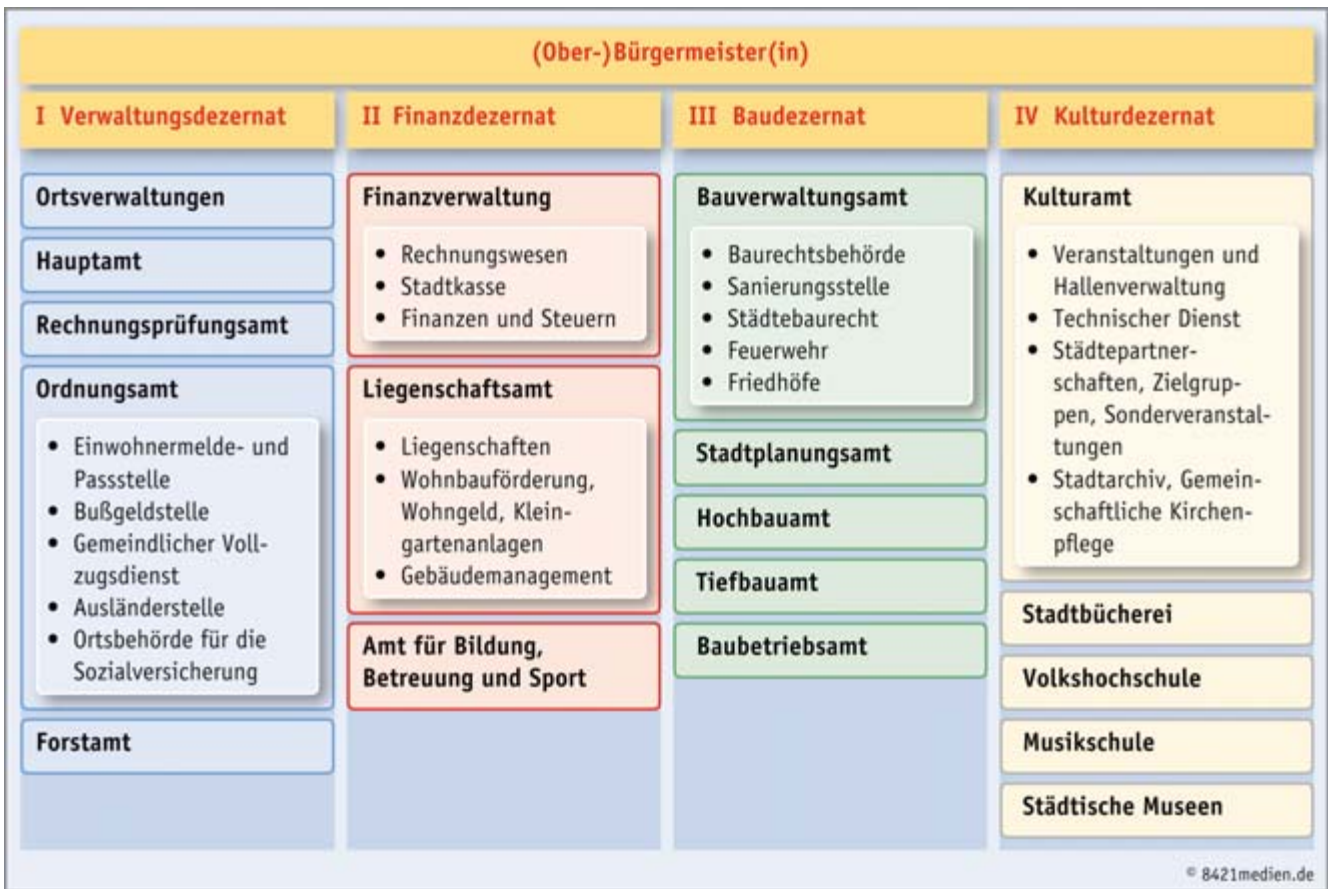 (Ober-)Bürgermeister(in)
I Verwaltungsdezernat
Ortsverwaltungen
Hauptamt
Rechnungsprüfungsamt
Ordnungsamt
• Einwohnermelde- und
Passstelle
• Bußgeldstelle
• Gemeindlicher Voll-
zugsdienst
• Ausländerstelle
• Ortsbehörde für die
Sozialversicherung
Forstamt
II Finanzdezernat
Finanzverwaltung
• Rechnungswesen
• Stadtkasse
• Finanzen und Steuern
Liegenschaftsamt
• Liegenschaften
• Wohnbauförderung,
Wohngeld, Klein-
gartenanlagen
• Gebäudemanagement
Amt für Bildung,
Betreuung und Sport
III Baudezernat
Bauverwaltungsamt
• Baurechtsbehörde
• Sanierungsstelle
• Städtebaurecht
• Feuerwehr
• Friedhöfe
Stadtplanungsamt
Hochbauamt
Tiefbauamt
Baubetriebsamt
IV Kulturdezernat
Kulturamt
• Veranstaltungen und
Hallenverwaltung
• Technischer Dienst
• Städtepartner-
schaften, Zielgrup-
pen, Sonderveranstal-
tungen
• Stadtarchiv, Gemein-
schaftliche Kirchen-
pflege
Stadtbücherei
Volkshochschule
Musikschule
Städtische Museen
© 8421medien.de